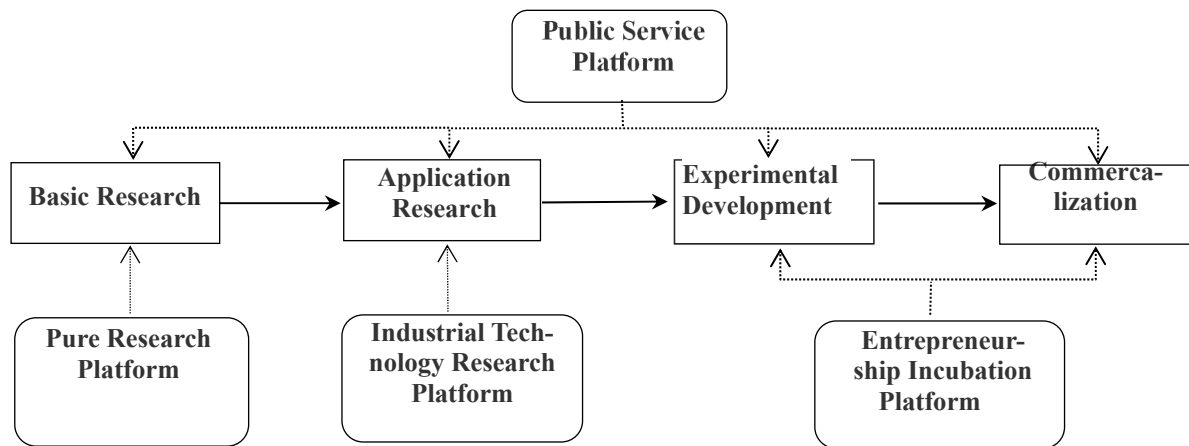 Public Service
Platform
Basic Research
Application
Research
Experimental
Development
Commerca-
lization
Pure Research
Platform
Industrial Tech-
nology Research
Platform
Entrepreneur-
ship Incubation
Platform